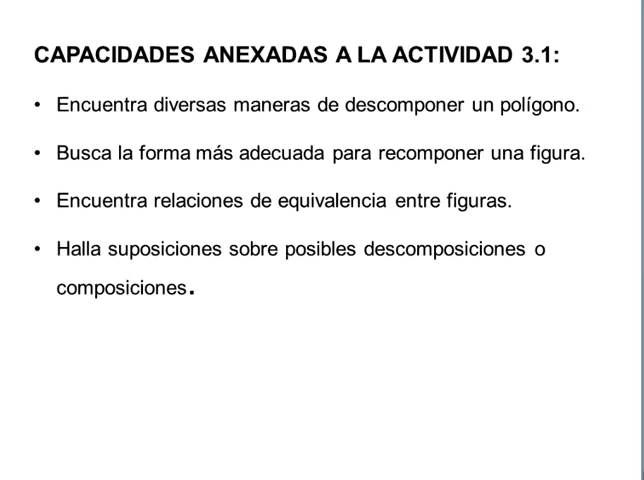 CAPACIDADES ANEXADAS A LA ACTIVIDAD 3.1:
• Encuentra diversas maneras de descomponer un polígono.
• Busca la forma más adecuada para recomponer una figura.
• Encuentra relaciones de equivalencia entre figuras.
• Halla suposiciones sobre posibles descomposiciones o
composiciones.